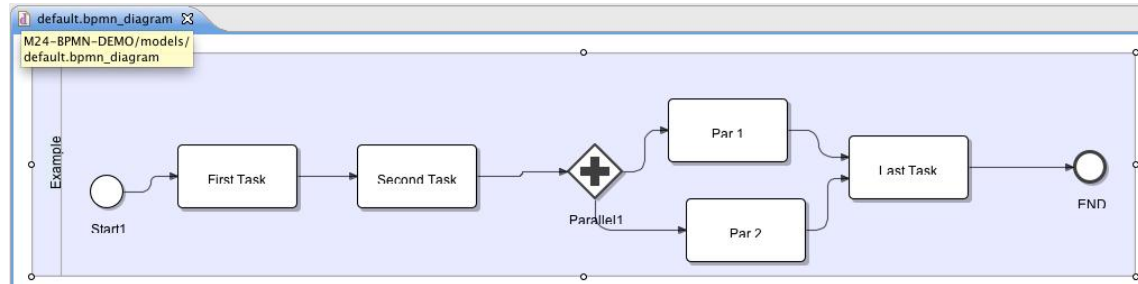 default.bpmn_diagram
M24-BPMN-DEMO/models/
default.bpmn_diagram
Example
Start1
First Task
Second Task
Parallel1
Par 1
Par 2
Last Task
END